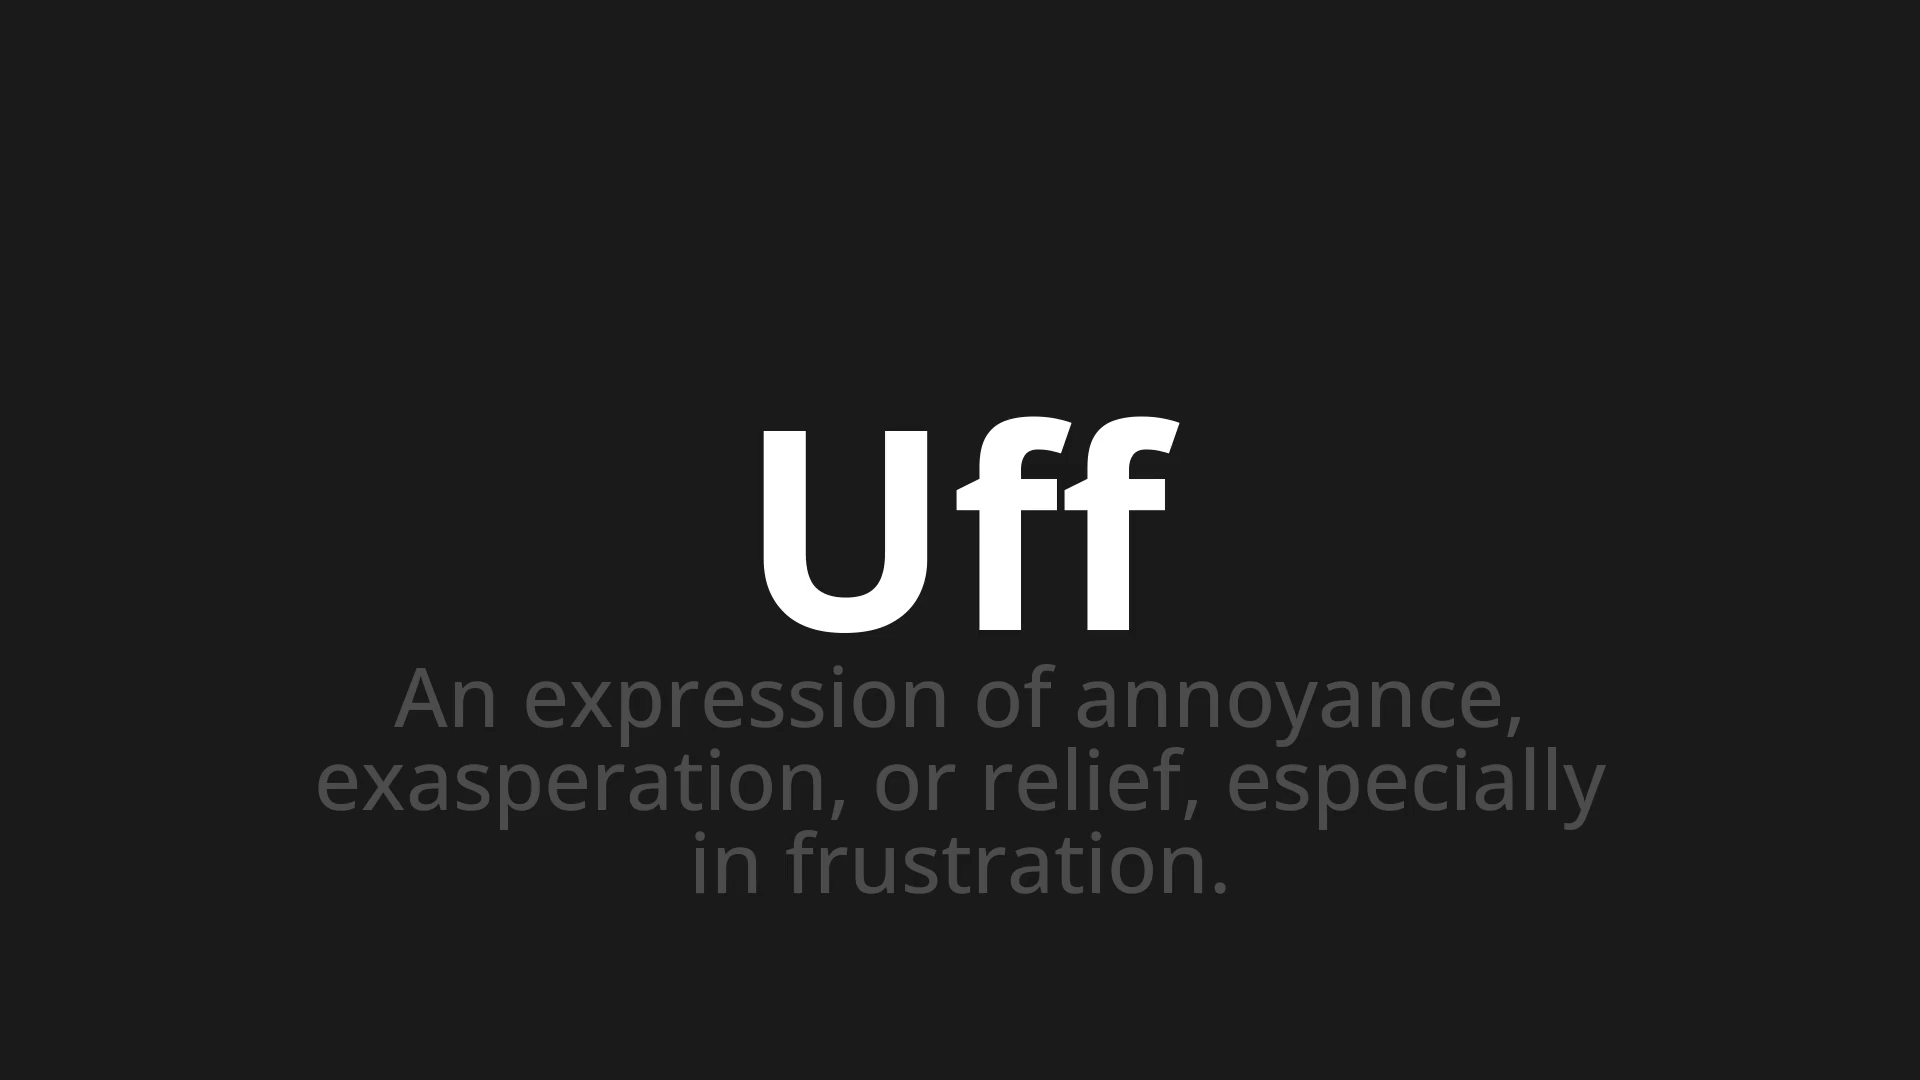 Uff
An expression of annoyance,
exasperation, or relief, especially
in frustration.